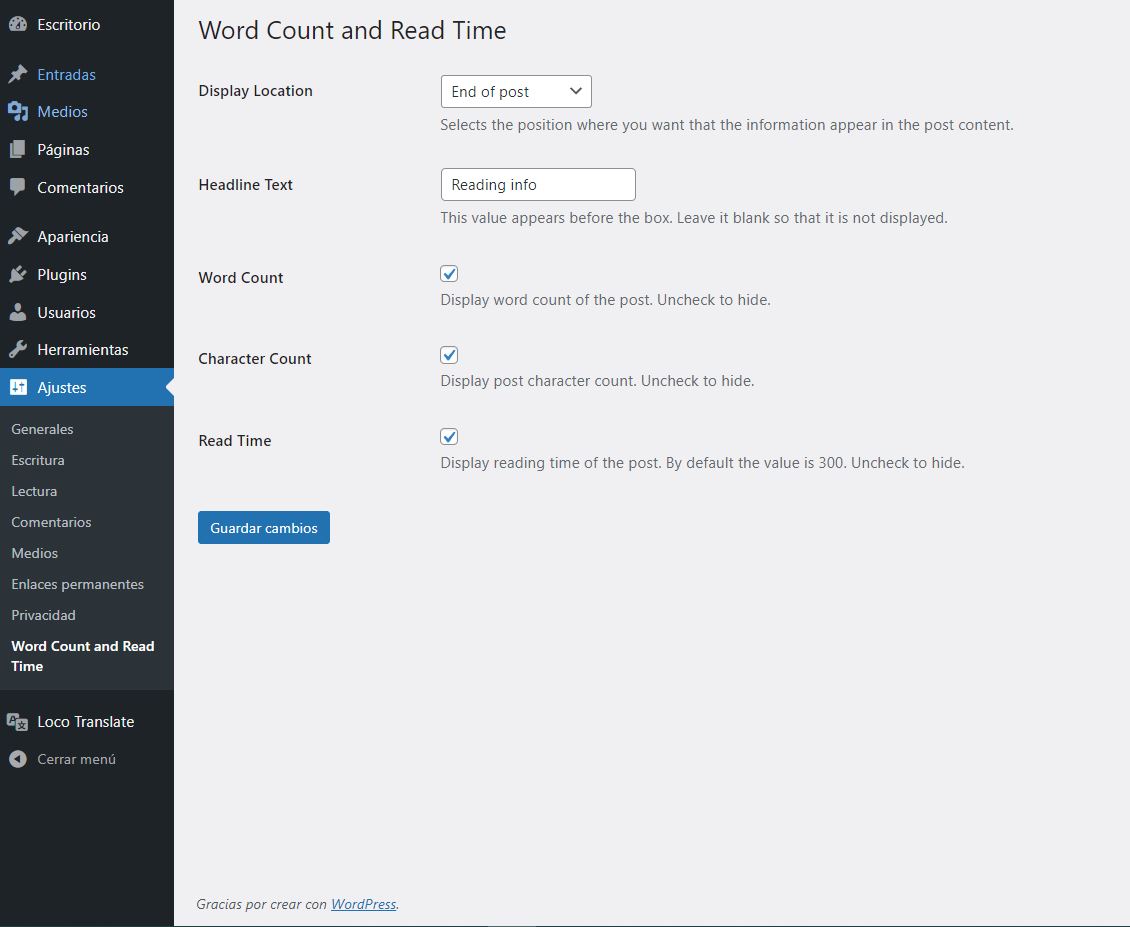 Escritorio
Entradas
Medios
Páginas
Comentarios
Apariencia
Plugins
Usuarios
Herramientas
Ajustes
Generales
Escritura
Lectura
Comentarios
Medios
Enlaces permanentes
Privacidad
Word Count and Read
Time
Loco Translate
Cerrar menú
Word Count and Read Time
Display Location
End of post
Selects the position where you want that the information appear in the post content.
Headline Text
Reading info
This value appears before the box. Leave it blank so that it is not displayed.
Word Count
Display word count of the post. Uncheck to hide.
Character Count
Display post character count. Uncheck to hide.
Read Time
Display reading time of the post. By default the value is 300. Uncheck to hide.
Guardar cambios
Gracias por crear con WordPress.